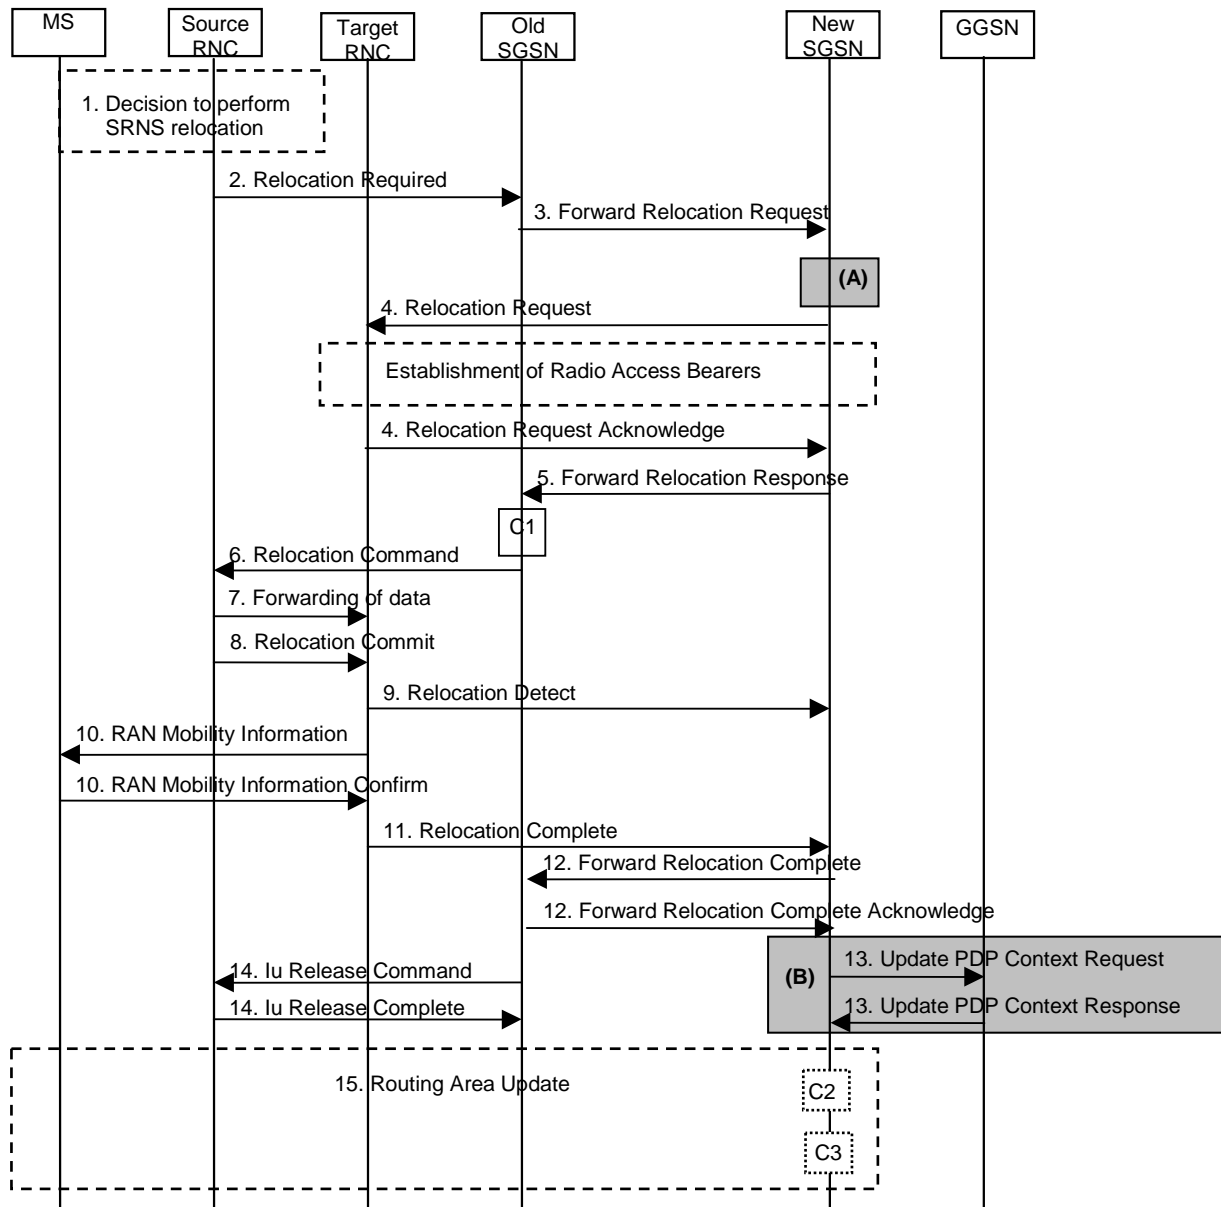 MS
Source
RNC
Target
RNC
Old
SGSN
New
SGSN
GGSN
1. Decision to perform
SRNS relocation
2. Relocation Required
3. Forward Relocation Request
(A)
4. Relocation Request
Establishment of Radio Access Bearers
4. Relocation Request Acknowledge
5. Forward Relocation Response
C1
6. Relocation Command
7. Forwarding of data
8. Relocation Commit
9. Relocation Detect
10. RAN Mobility Information
10. RAN Mobility Information Confirm
11. Relocation Complete
12. Forward Relocation Complete
12. Forward Relocation Complete Acknowledge
13. Update PDP Context Request
14. Iu Release Command
(B)
14. Iu Release Complete
13. Update PDP Context Response
15. Routing Area Update
C2
C3